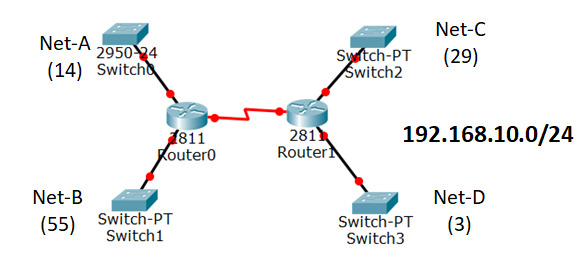 Net-A
(14)
2950-24
Switch0
Net-C
(29)
Switch-PT
Switch2
2811
Router0
2811
Router1
192.168.10.0/24
Net-B
(55)
Switch-PT
Switch1
Net-D
(3)
Switch-PT
Switch3